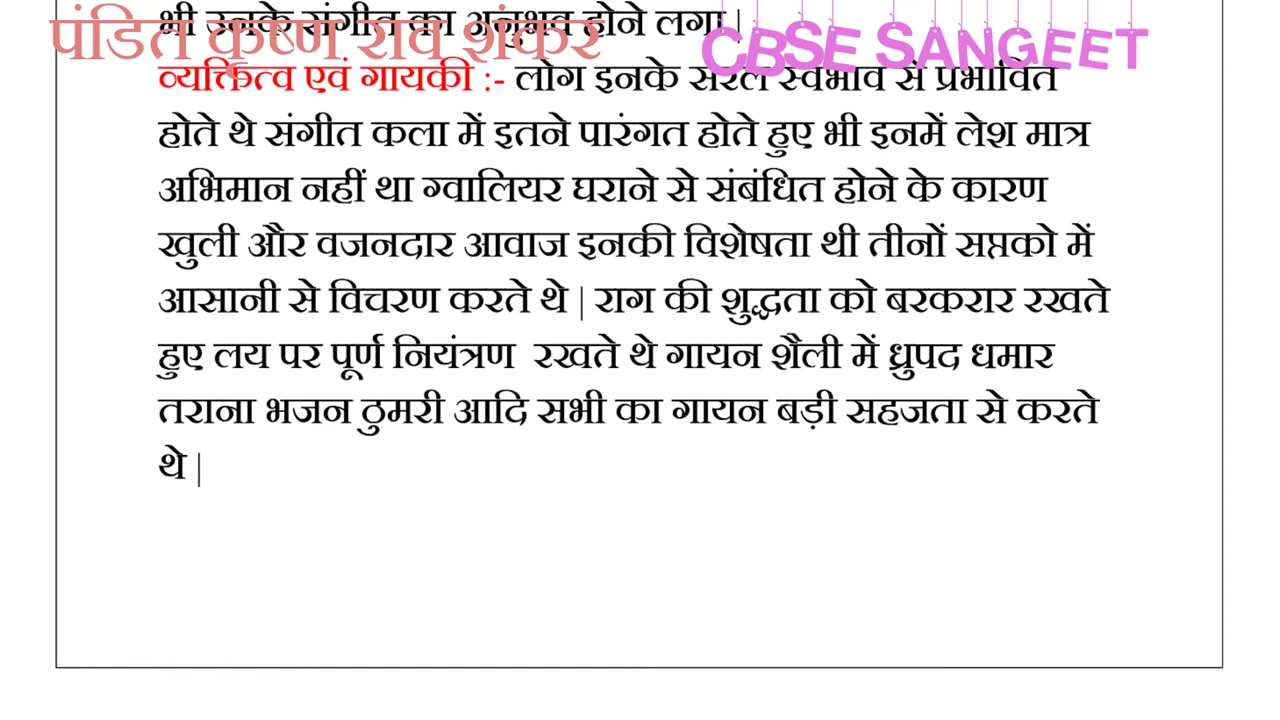 भी उनके संगीत का अनुभव होने लगा |
पंडित कृष्ण राव शंकर
CBSE SANGEET
व्यक्तित्व एवं गायकी :- लोग इनके सरल स्वभाव से प्रभावित
होते थे संगीत कला में इतने पारंगत होते हुए भी इनमें लेश मात्र
अभिमान नहीं था ग्वालियर घराने से संबंधित होने के कारण
खुली और वजनदार आवाज इनकी विशेषता थी तीनों सप्तको में
आसानी से विचरण करते थे | राग की शुद्धता को बरकरार रखते
हुए लय पर पूर्ण नियंत्रण रखते थे गायन शैली में ध्रुपद धमार
तराना भजन ठुमरी आदि सभी का गायन बड़ी सहजता से करते
थे |